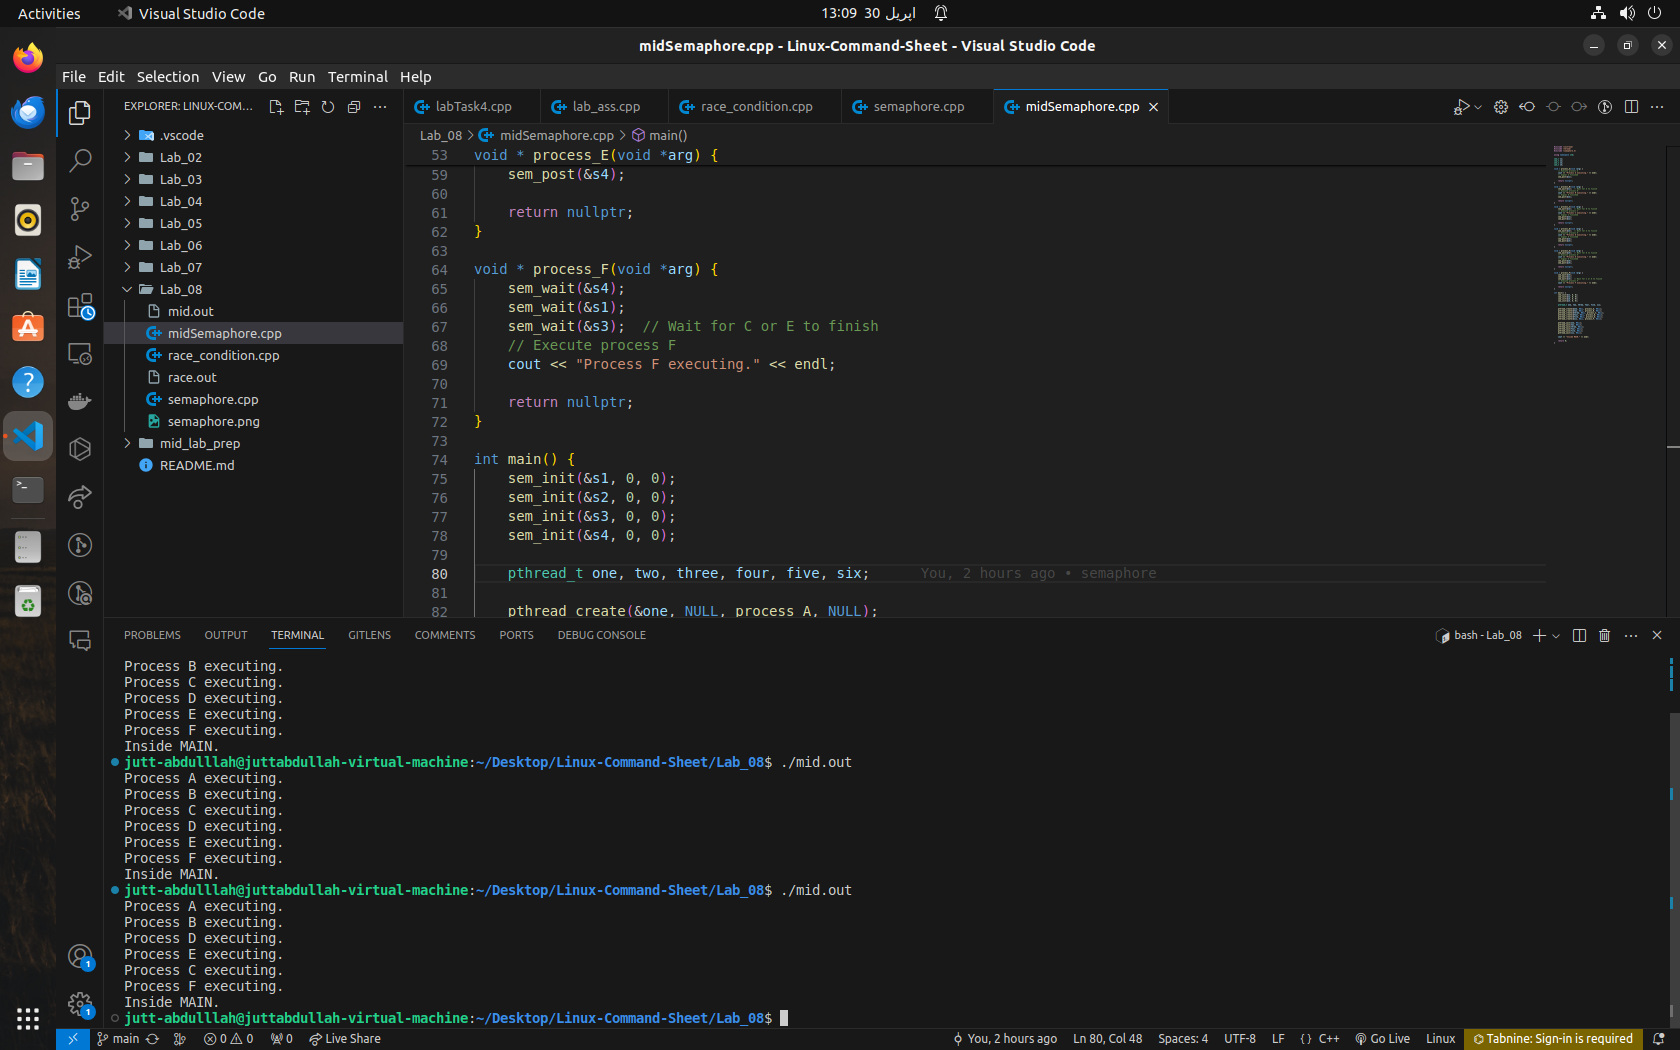 Activities
Visual Studio Code
13:09 30 اپریل
midSemaphore.cpp - Linux-Command-Sheet - Visual Studio Code
File Edit Selection View Go Run Terminal Help
EXPLORER: LINUX-COM...
labTask4.cpp
lab_ass.cpp
race_condition.cpp
semaphore.cpp
midSemaphore.cpp
.vscode
Lab_02
Lab_03
Lab_04
Lab_05
Lab_06
Lab_07
Lab_08
mid.out
midSemaphore.cpp
race_condition.cpp
race.out
semaphore.cpp
semaphore.png
mid_lab_prep
README.md
Lab_08 > midSemaphore.cpp > main()
53 void * process_E(void *arg) {
59 sem_post(&s4);
60
61 return nullptr;
62 }
63
64 void * process_F(void *arg) {
65 sem_wait(&s4);
66 sem_wait(&s1);
67 sem_wait(&s3); // Wait for C or E to finish
68 // Execute process F
69 cout << "Process F executing." << endl;
70
71 return nullptr;
72 }
73
74 int main() {
75 sem_init(&s1, 0, 0);
76 sem_init(&s2, 0, 0);
77 sem_init(&s3, 0, 0);
78 sem_init(&s4, 0, 0);
79
80 pthread_t one, two, three, four, five, six; You, 2 hours ago • semaphore
81
82 pthread_create(&one, NULL, process_A, NULL);
PROBLEMS OUTPUT TERMINAL GITLENS COMMENTS PORTS DEBUG CONSOLE
bash - Lab_08
Process B executing.
Process C executing.
Process D executing.
Process E executing.
Process F executing.
Inside MAIN.
jutt-abdulllah@juttabdullah-virtual-machine:~/Desktop/Linux-Command-Sheet/Lab_08$ ./mid.out
Process A executing.
Process B executing.
Process C executing.
Process D executing.
Process E executing.
Process F executing.
Inside MAIN.
jutt-abdulllah@juttabdullah-virtual-machine:~/Desktop/Linux-Command-Sheet/Lab_08$ ./mid.out
Process A executing.
Process B executing.
Process D executing.
Process E executing.
Process C executing.
Process F executing.
Inside MAIN.
jutt-abdulllah@juttabdullah-virtual-machine:~/Desktop/Linux-Command-Sheet/Lab_08$
1
1
main 0 0 0 Live Share You, 2 hours ago Ln 80, Col 48 Spaces: 4 UTF-8 LF {} C++ Go Live Linux Tabnine: Sign-in is required